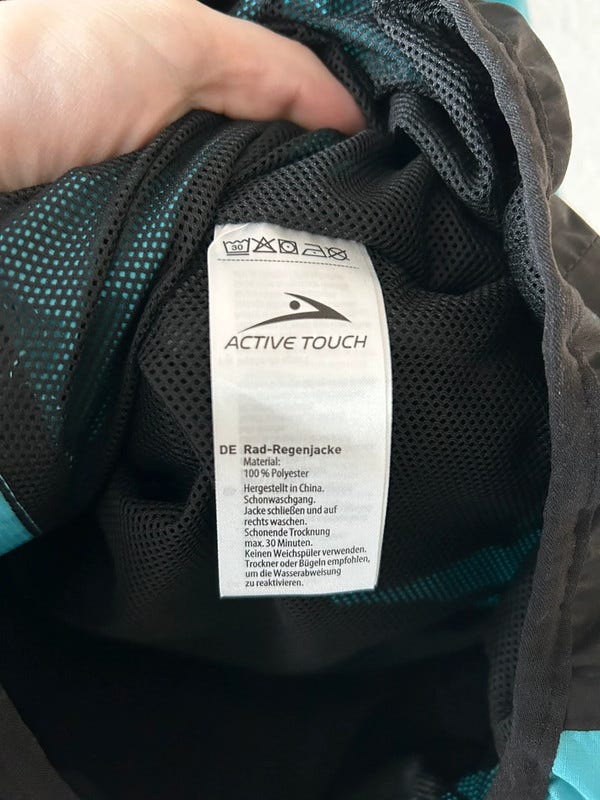 30
ACTIVE TOUCH
DE Rad-Regenjacke
Material:
100 % Polyester
Hergestellt in China.
Schonwaschgang.
Jacke schließen und auf
rechts waschen.
Schonende Trocknung
max. 30 Minuten.
Keinen Weichspüler verwenden.
Trockner oder Bügeln empfohlen,
um die Wasserabweisung
zu reaktivieren.